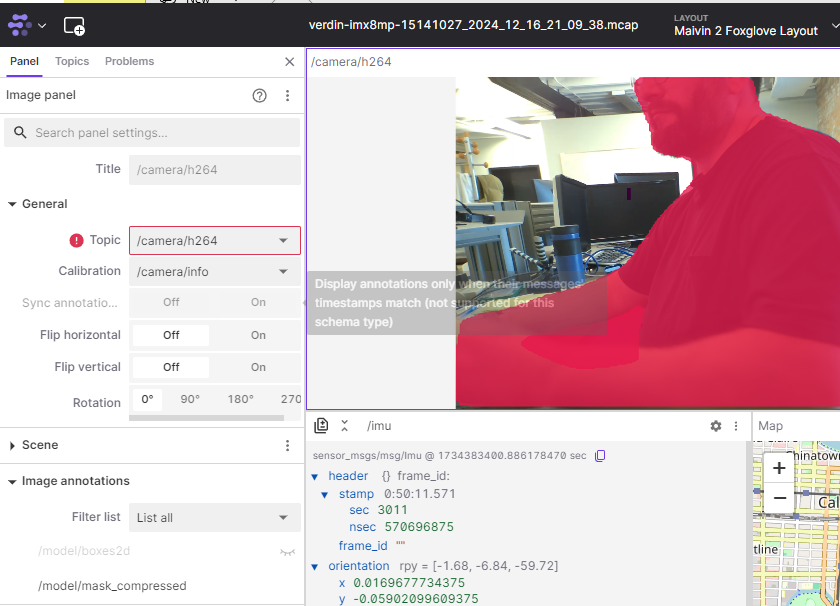 New
verdin-imx8mp-15141027_2024_12_16_21_09_38.mcap
LAYOUT
Maivin 2 Foxglove Layout
Panel
Topics
Problems
Image panel
Search panel settings...
Title
/camera/h264
General
Topic
/camera/h264
Calibration
/camera/info
Sync annotatio...
Off
On
Flip horizontal
Off
On
Flip vertical
Off
On
Rotation
0°
90°
180°
270
Scene
Image annotations
Filter list
List all
/model/boxes2d
/model/mask_compressed
/camera/h264
Display annotations only when their messages'
timestamps match (not supported for this
schema type)
/imu
sensor_msgs/msg/Imu @ 1734383400.886178470 sec
header {} frame_id:
stamp 0:50:11.571
sec 3011
nsec 570696875
frame_id ""
orientation rpy = [-1.68, -6.84, -59.72]
x 0.0169677734375
y -0.05902099609375
Map
Chinatown
+
−
Cal
tline